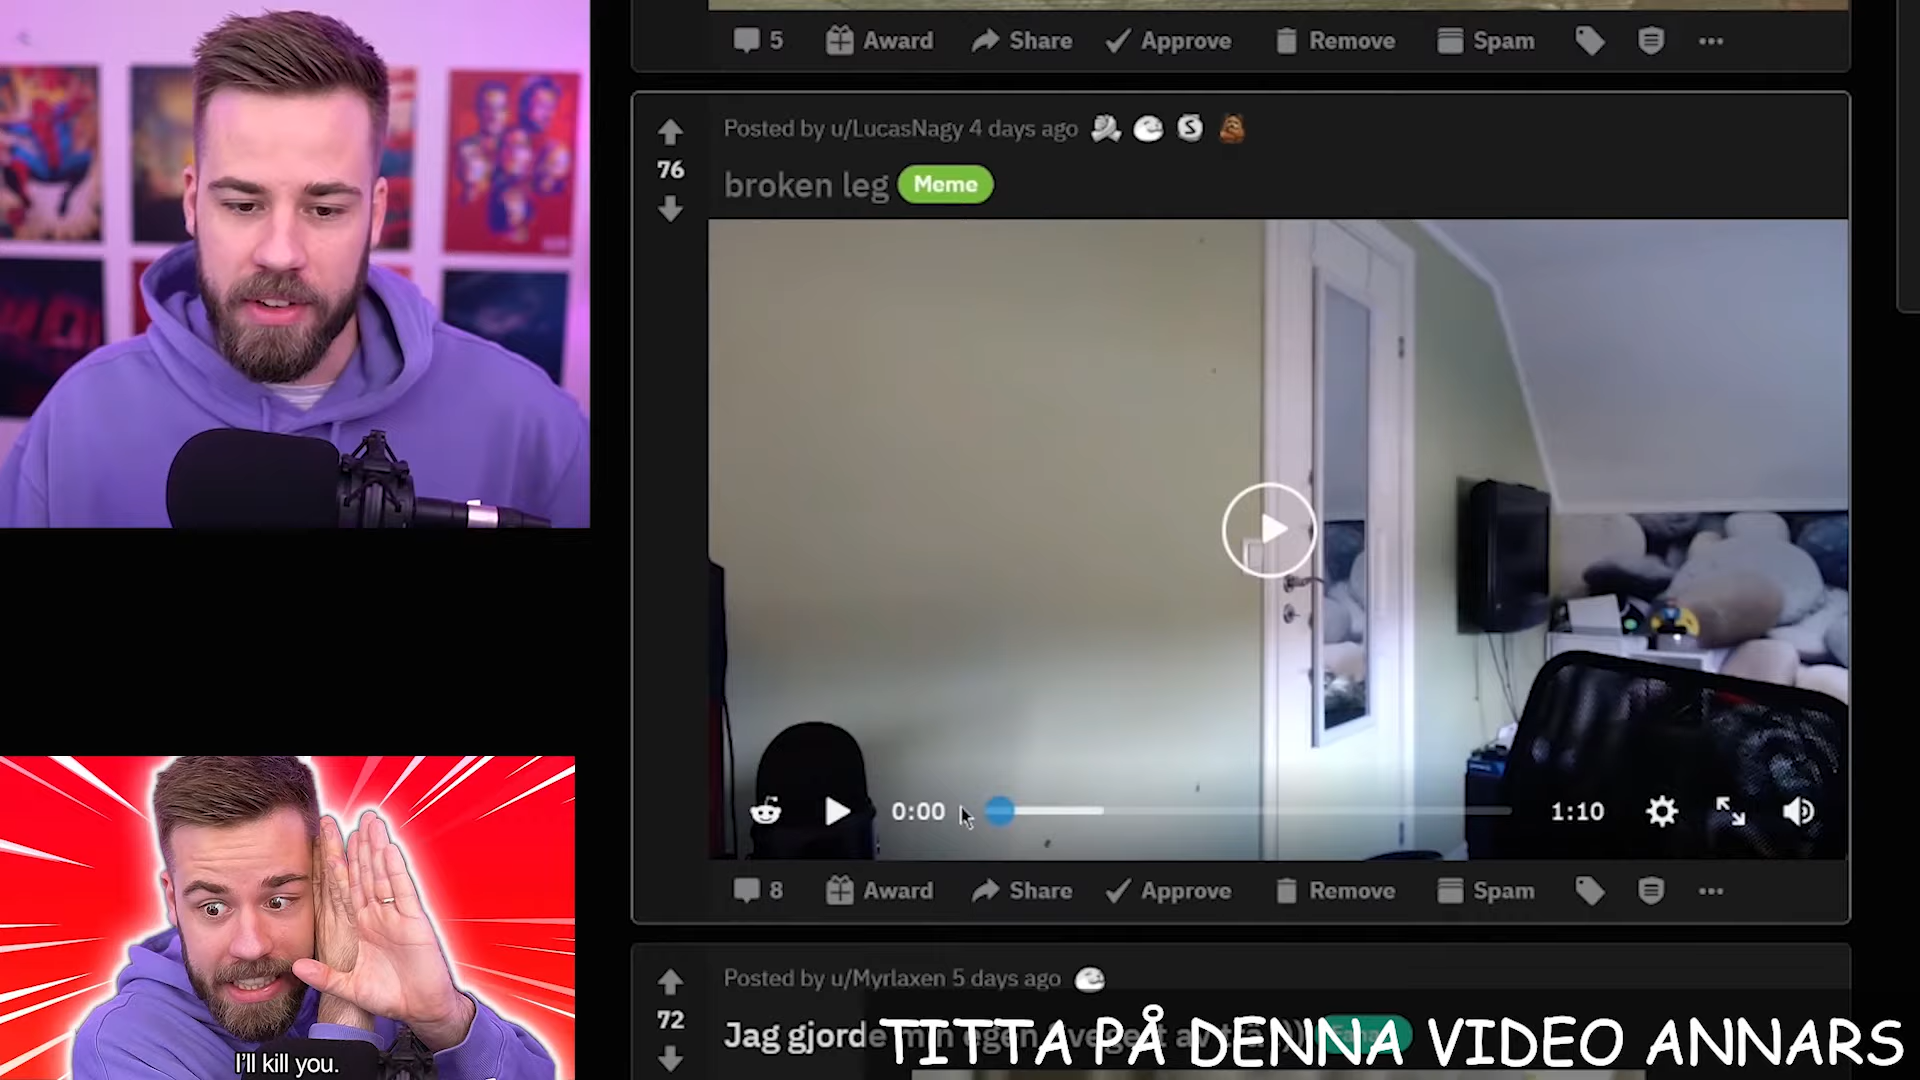 5 Award Share Approve Remove Spam
Posted by u/LucasNagy 4 days ago
76
broken leg Meme
0:00 1:10
8 Award Share Approve Remove Spam
Posted by u/Myrlaxen 5 days ago
72
Jag gjorde min egen
TITTA PÅ DENNA VIDEO ANNARS
I'll kill you.